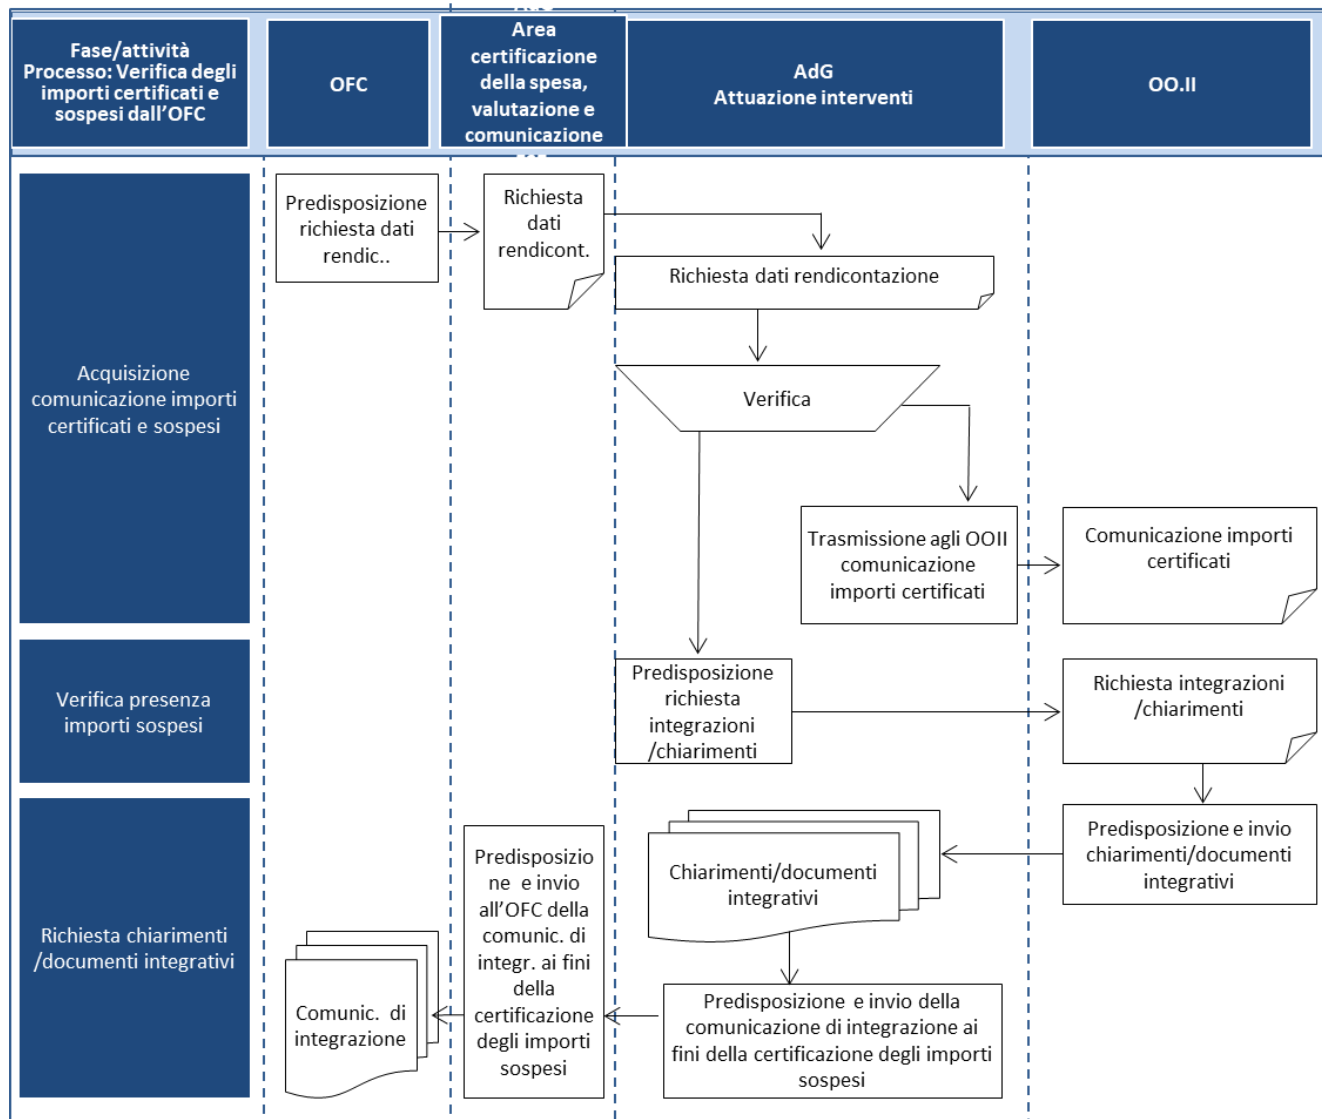 Fase/attività
Processo: Verifica degli
importi certificati e
sospesi dall'OFC
OFC
Area
certificazione
della spesa,
valutazione e
comunicazione
AdG
Attuazione interventi
OO.II
Acquisizione
comunicazione importi
certificati e sospesi
Predisposizione
richiesta dati
rendic..
Richiesta
dati
rendicont.
Richiesta dati rendicontazione
Verifica
Trasmissione agli OOII
comunicazione
importi certificati
Comunicazione importi
certificati
Verifica presenza
importi sospesi
Predisposizione
richiesta
integrazioni
/chiarimenti
Richiesta integrazioni
/chiarimenti
Richiesta chiarimenti
/documenti integrativi
Predisposizione e invio
chiarimenti/documenti
integrativi
Chiarimenti/documenti
integrativi
Predisposizione e invio della
comunicazione di integrazione ai
fini della certificazione degli importi
sospesi
Predisposizio
ne e invio
all'OFC della
comunic. di
integr. ai fini
della
certificazione
degli importi
sospesi
Comunic. di
integrazione